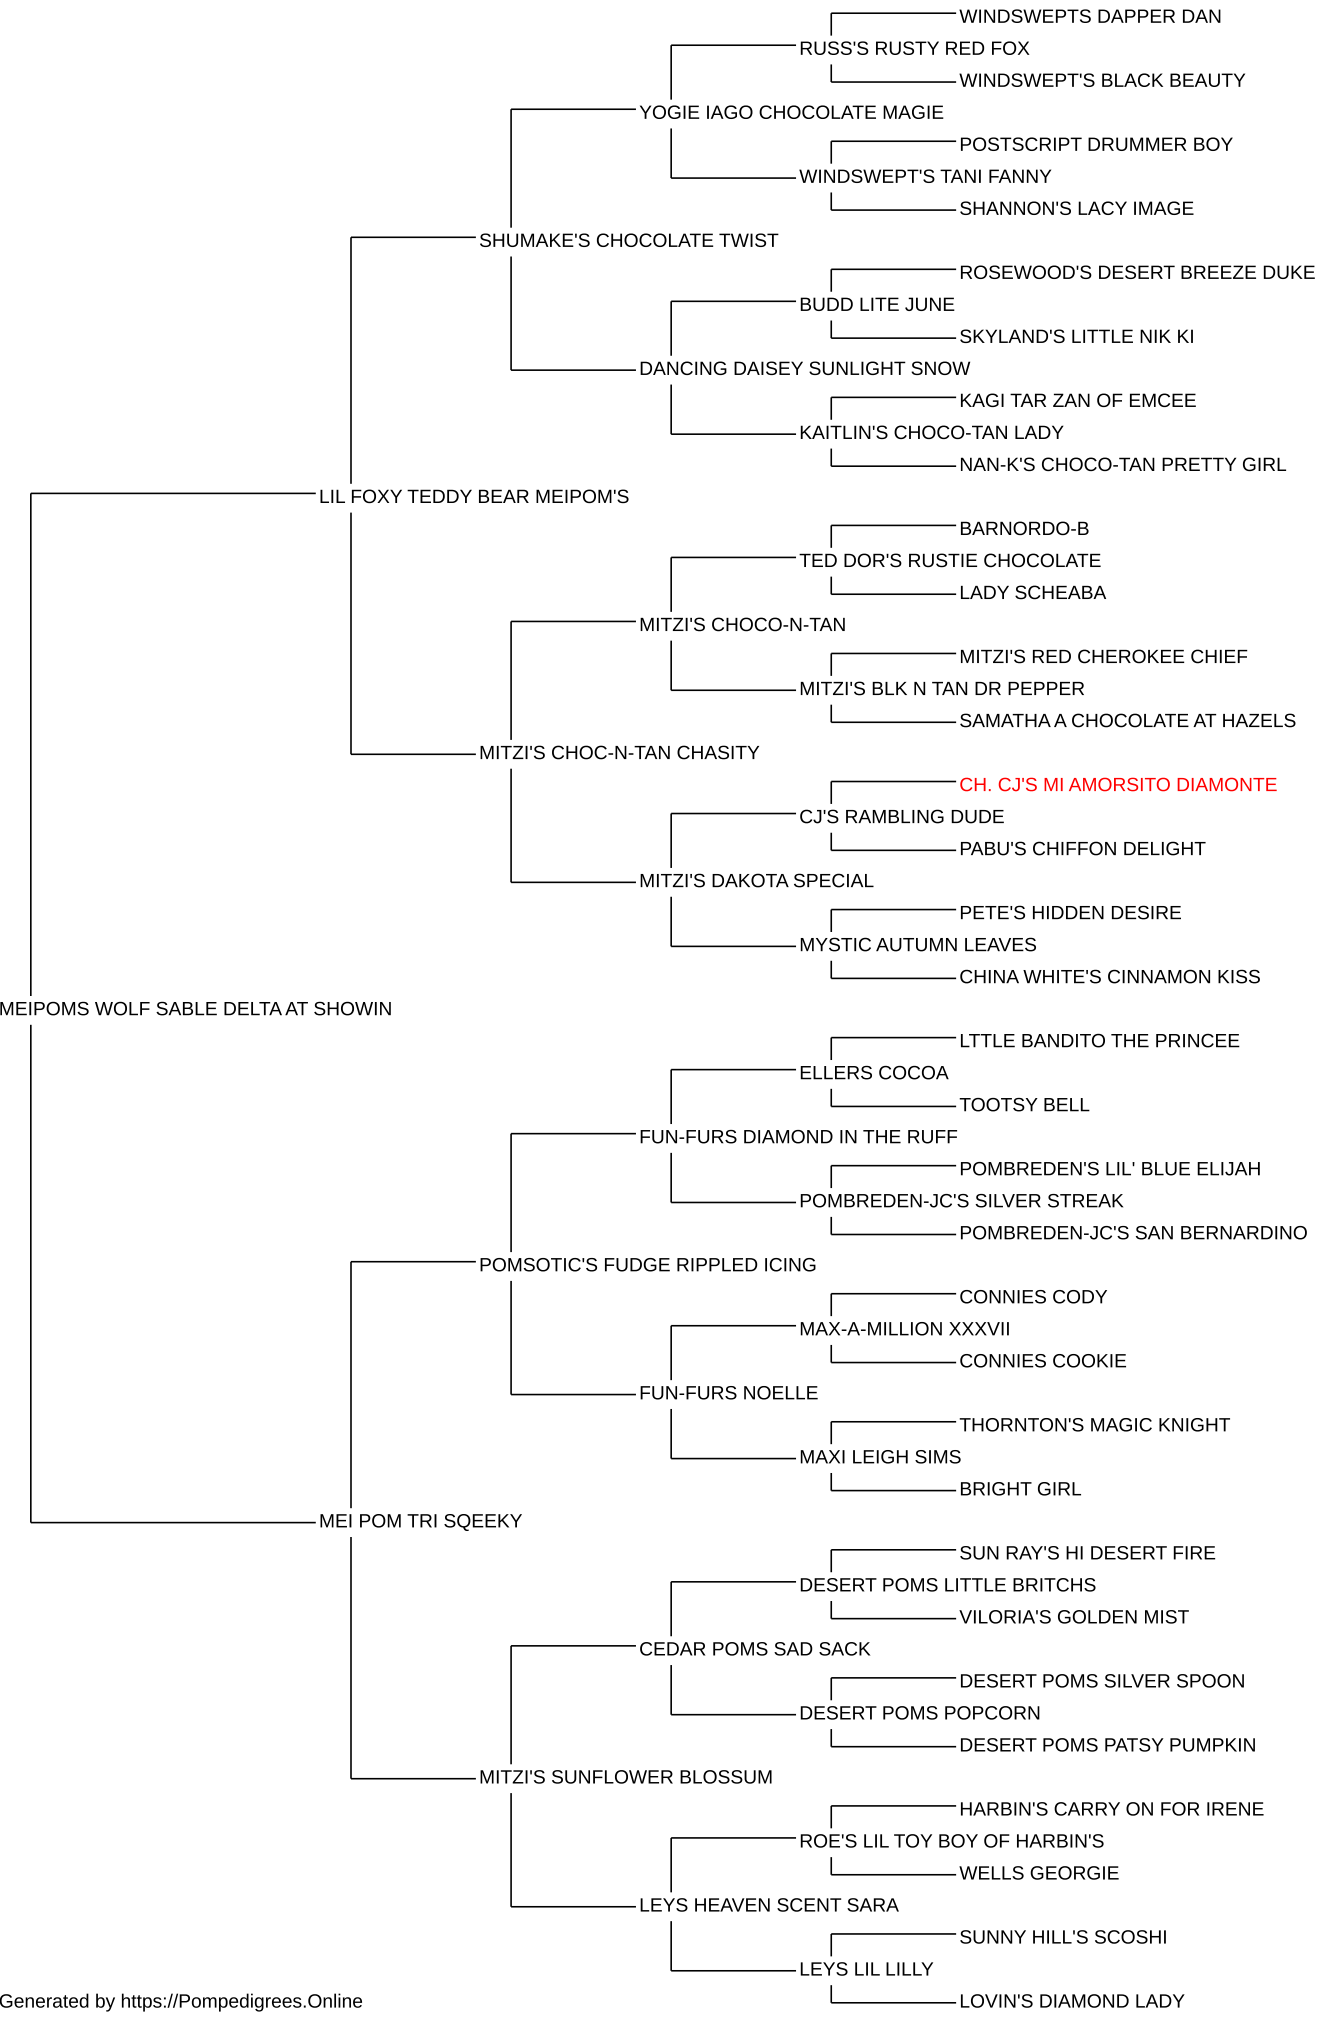 WINDSWEPTS DAPPER DAN
RUSS'S RUSTY RED FOX
WINDSWEPT'S BLACK BEAUTY
YOGIE IAGO CHOCOLATE MAGIE
POSTSCRIPT DRUMMER BOY
WINDSWEPT'S TANI FANNY
SHANNON'S LACY IMAGE
SHUMAKE'S CHOCOLATE TWIST
ROSEWOOD'S DESERT BREEZE DUKE
BUDD LITE JUNE
SKYLAND'S LITTLE NIK KI
DANCING DAISEY SUNLIGHT SNOW
KAGI TAR ZAN OF EMCEE
KAITLIN'S CHOCO-TAN LADY
NAN-K'S CHOCO-TAN PRETTY GIRL
LIL FOXY TEDDY BEAR MEIPOM'S
BARNORDO-B
TED DOR'S RUSTIE CHOCOLATE
LADY SCHEABA
MITZI'S CHOCO-N-TAN
MITZI'S RED CHEROKEE CHIEF
MITZI'S BLK N TAN DR PEPPER
SAMATHA A CHOCOLATE AT HAZELS
MITZI'S CHOC-N-TAN CHASITY
CH. CJ'S MI AMORSITO DIAMONTE
CJ'S RAMBLING DUDE
PABU'S CHIFFON DELIGHT
MITZI'S DAKOTA SPECIAL
PETE'S HIDDEN DESIRE
MYSTIC AUTUMN LEAVES
CHINA WHITE'S CINNAMON KISS
MEIPOMS WOLF SABLE DELTA AT SHOWIN
LTTLE BANDITO THE PRINCEE
ELLERS COCOA
TOOTSY BELL
FUN-FURS DIAMOND IN THE RUFF
POMBREDEN'S LIL' BLUE ELIJAH
POMBREDEN-JC'S SILVER STREAK
POMBREDEN-JC'S SAN BERNARDINO
POMSOTIC'S FUDGE RIPPLED ICING
CONNIES CODY
MAX-A-MILLION XXXVII
CONNIES COOKIE
FUN-FURS NOELLE
THORNTON'S MAGIC KNIGHT
MAXI LEIGH SIMS
BRIGHT GIRL
MEI POM TRI SQEEKY
SUN RAY'S HI DESERT FIRE
DESERT POMS LITTLE BRITCHS
VILORIA'S GOLDEN MIST
CEDAR POMS SAD SACK
DESERT POMS SILVER SPOON
DESERT POMS POPCORN
DESERT POMS PATSY PUMPKIN
MITZI'S SUNFLOWER BLOSSUM
HARBIN'S CARRY ON FOR IRENE
ROE'S LIL TOY BOY OF HARBIN'S
WELLS GEORGIE
LEYS HEAVEN SCENT SARA
SUNNY HILL'S SCOSHI
LEYS LIL LILLY
LOVIN'S DIAMOND LADY
Generated by https://Pompedigrees.Online